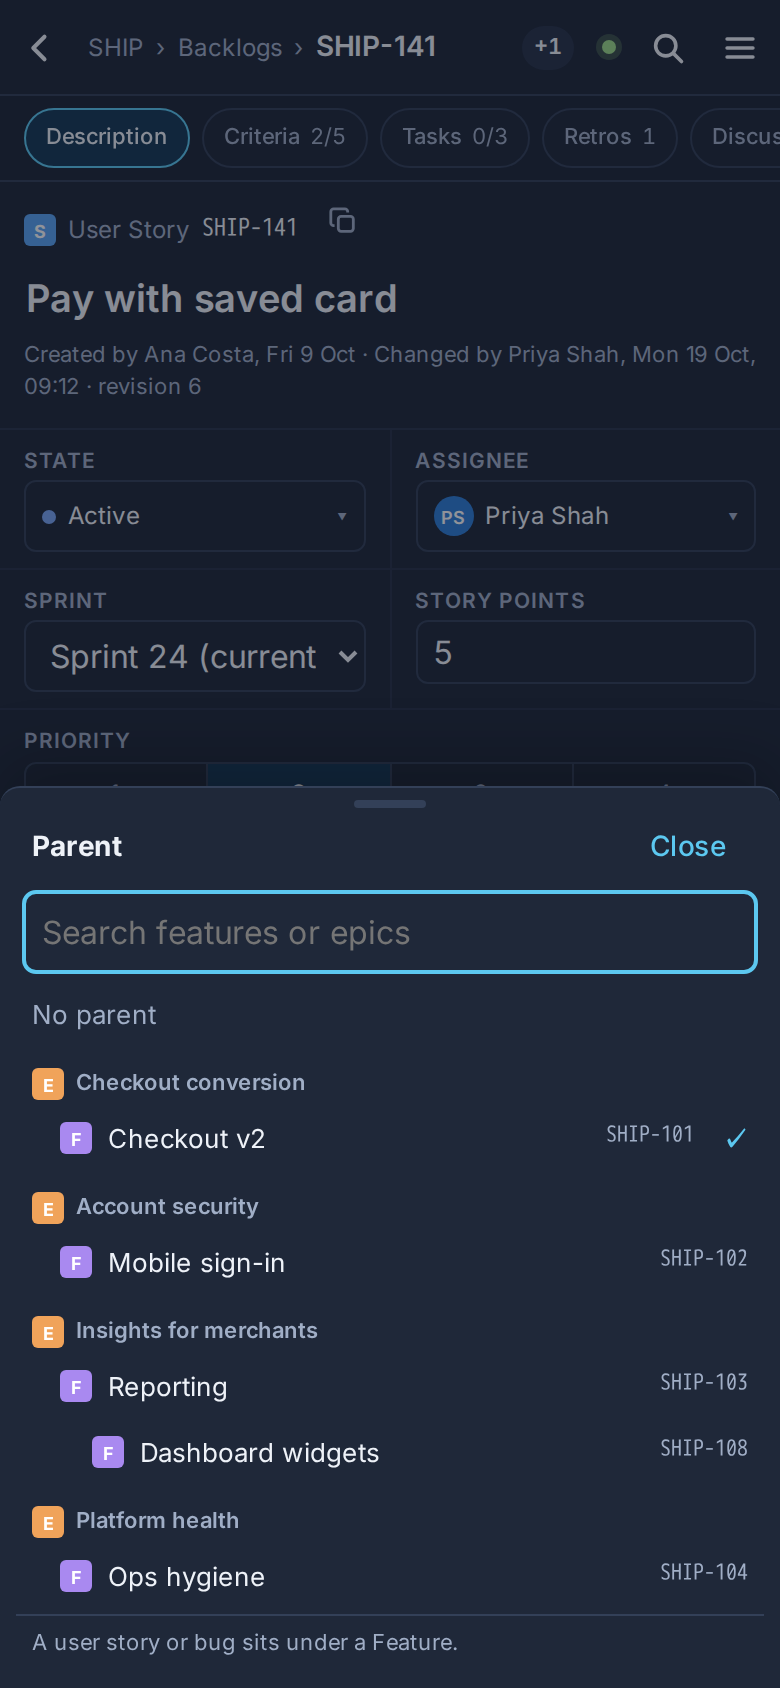 SHIP › Backlogs › SHIP-141 +1
Description Criteria 2/5 Tasks 0/3 Retros 1
S User Story SHIP-141
Pay with saved card
Created by Ana Costa, Fri 9 Oct · Changed by Priya Shah, Mon 19 Oct,
09:12 · revision 6
STATE ASSIGNEE
Active PS Priya Shah
SPRINT STORY POINTS
Sprint 24 (current 5
PRIORITY
Parent Close
Search features or epics
No parent
E Checkout conversion
F Checkout v2 SHIP-101 ✓
E Account security
F Mobile sign-in SHIP-102
E Insights for merchants
F Reporting SHIP-103
F Dashboard widgets SHIP-108
E Platform health
F Ops hygiene SHIP-104
A user story or bug sits under a Feature.